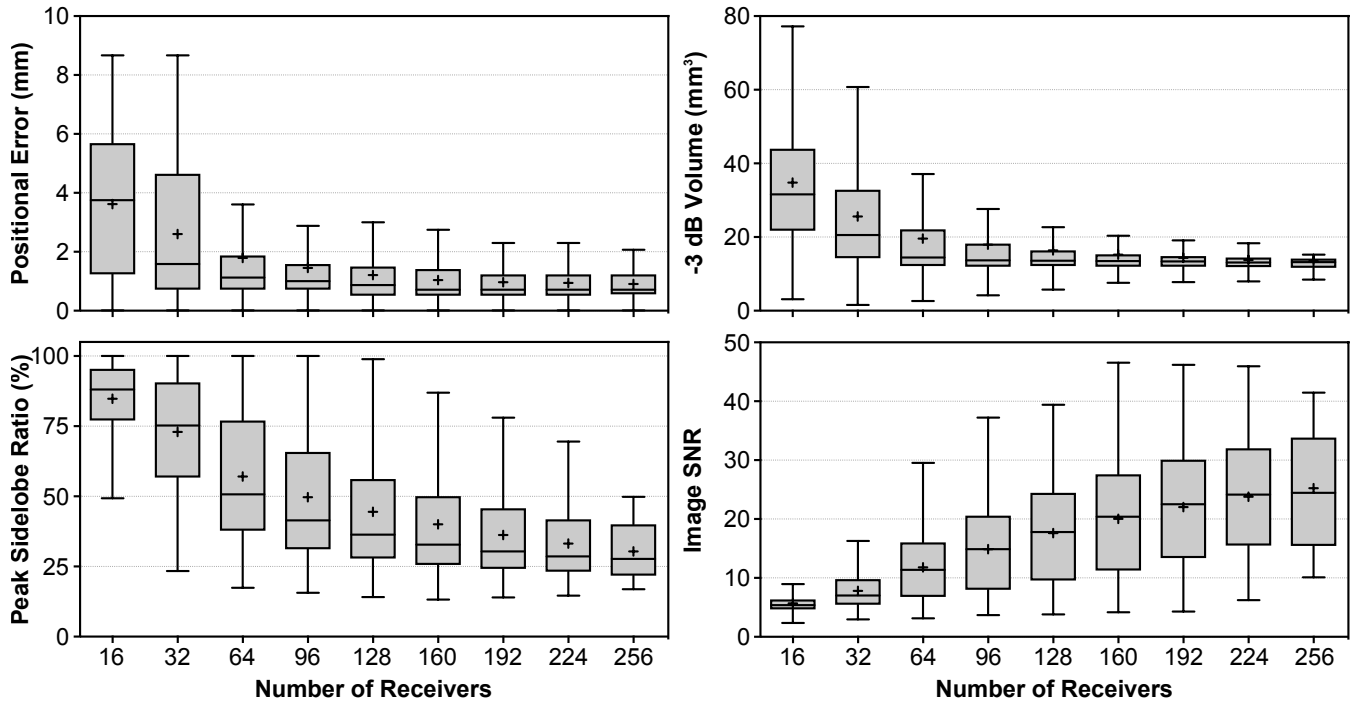 Positional Error (mm)
10
8
6
4
2
0
-3 dB Volume (mm³)
80
60
40
20
0
Peak Sidelobe Ratio (%)
100
75
50
25
0
16 32 64 96 128 160 192 224 256
Number of Receivers
Image SNR
50
40
30
20
10
0
16 32 64 96 128 160 192 224 256
Number of Receivers